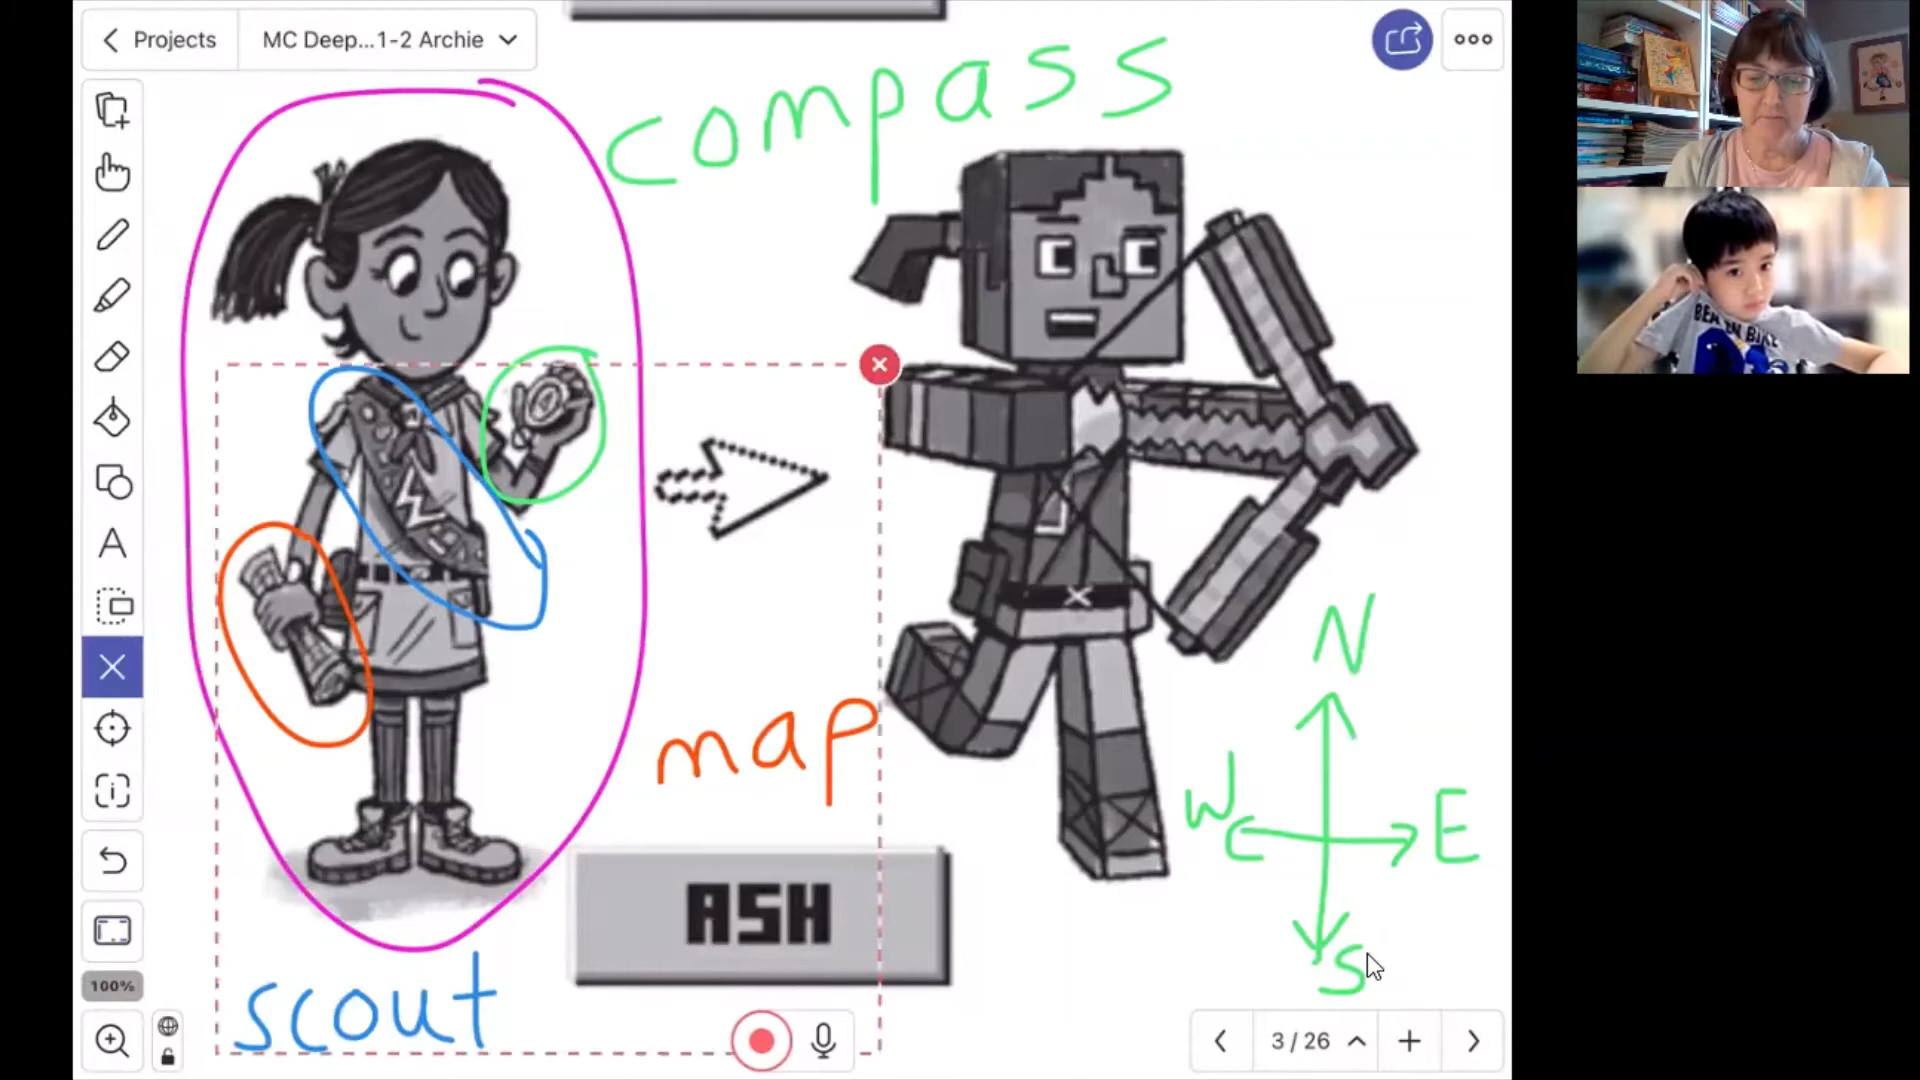 Projects
MC Deep...1-2 Archie
compass
A
N
map
W
E
ASH
S
scout
100%
3 / 26